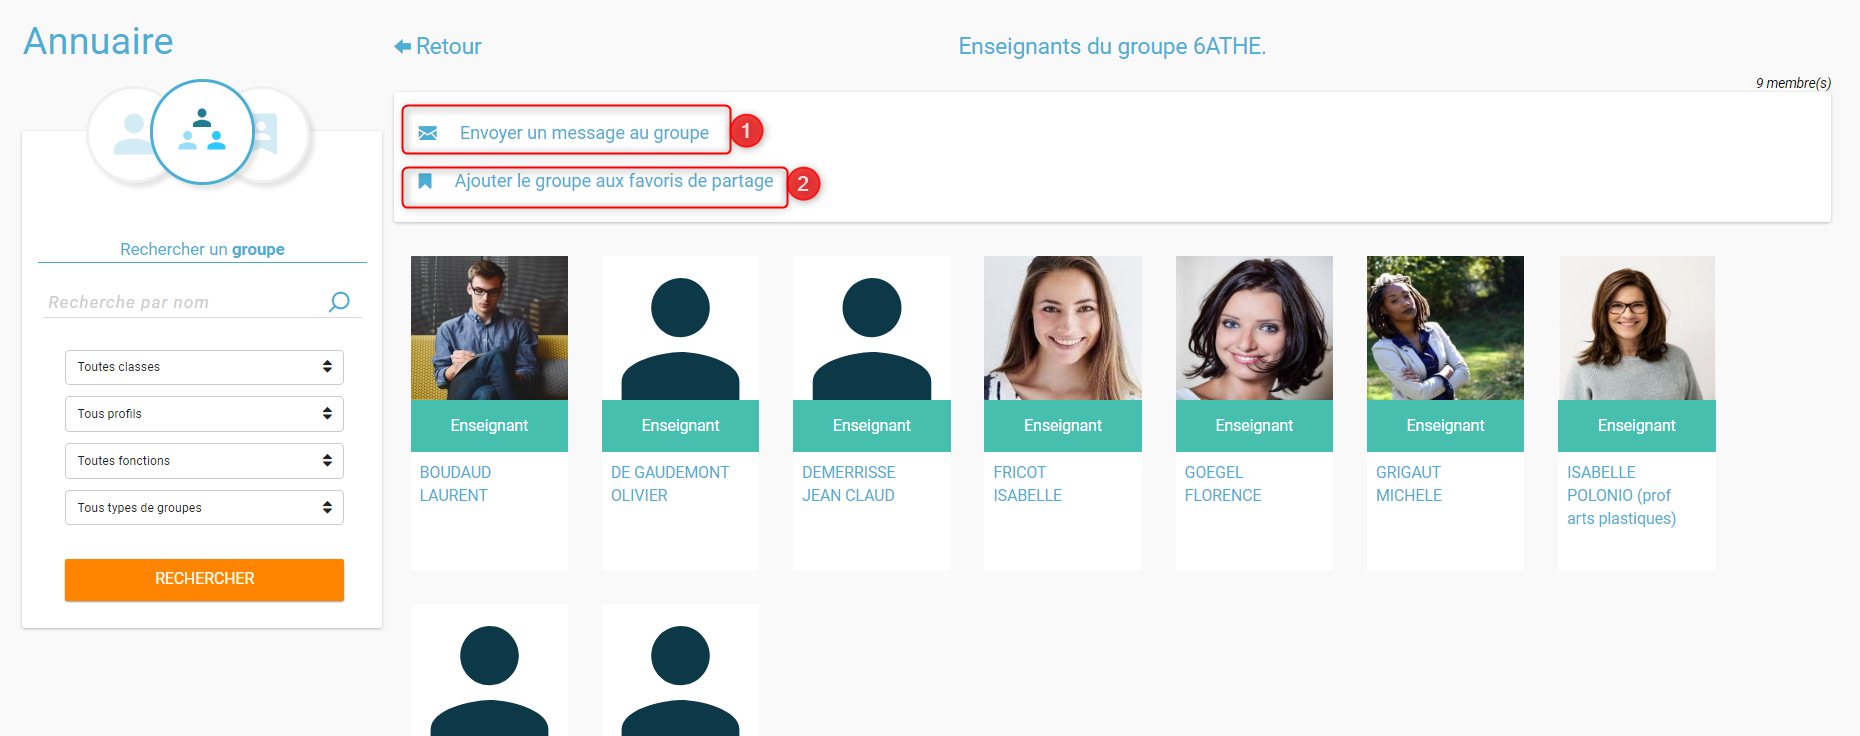 Annuaire
Retour
Enseignants du groupe 6ATHE.
9 membre(s)
Envoyer un message au groupe
1
Ajouter le groupe aux favoris de partage
2
Rechercher un groupe
Recherche par nom
Toutes classes
Tous profils
Toutes fonctions
Tous types de groupes
RECHERCHER
Enseignant
BOUDAUD
LAURENT
Enseignant
DE GAUDEMONT
OLIVIER
Enseignant
DEMERRISSE
JEAN CLAUD
Enseignant
FRICOT
ISABELLE
Enseignant
GOEGEL
FLORENCE
Enseignant
GRIGAUT
MICHELE
Enseignant
ISABELLE
POLONIO (prof
arts plastiques)